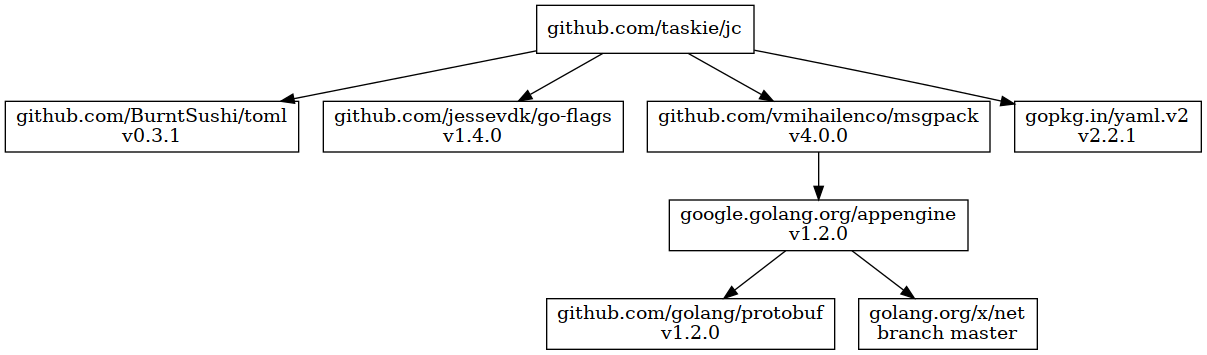 github.com/taskie/jc
github.com/BurntSushi/toml
v0.3.1
github.com/jessevdk/go-flags
v1.4.0
github.com/vmihailenco/msgpack
v4.0.0
gopkg.in/yaml.v2
v2.2.1
google.golang.org/appengine
v1.2.0
github.com/golang/protobuf
v1.2.0
golang.org/x/net
branch master